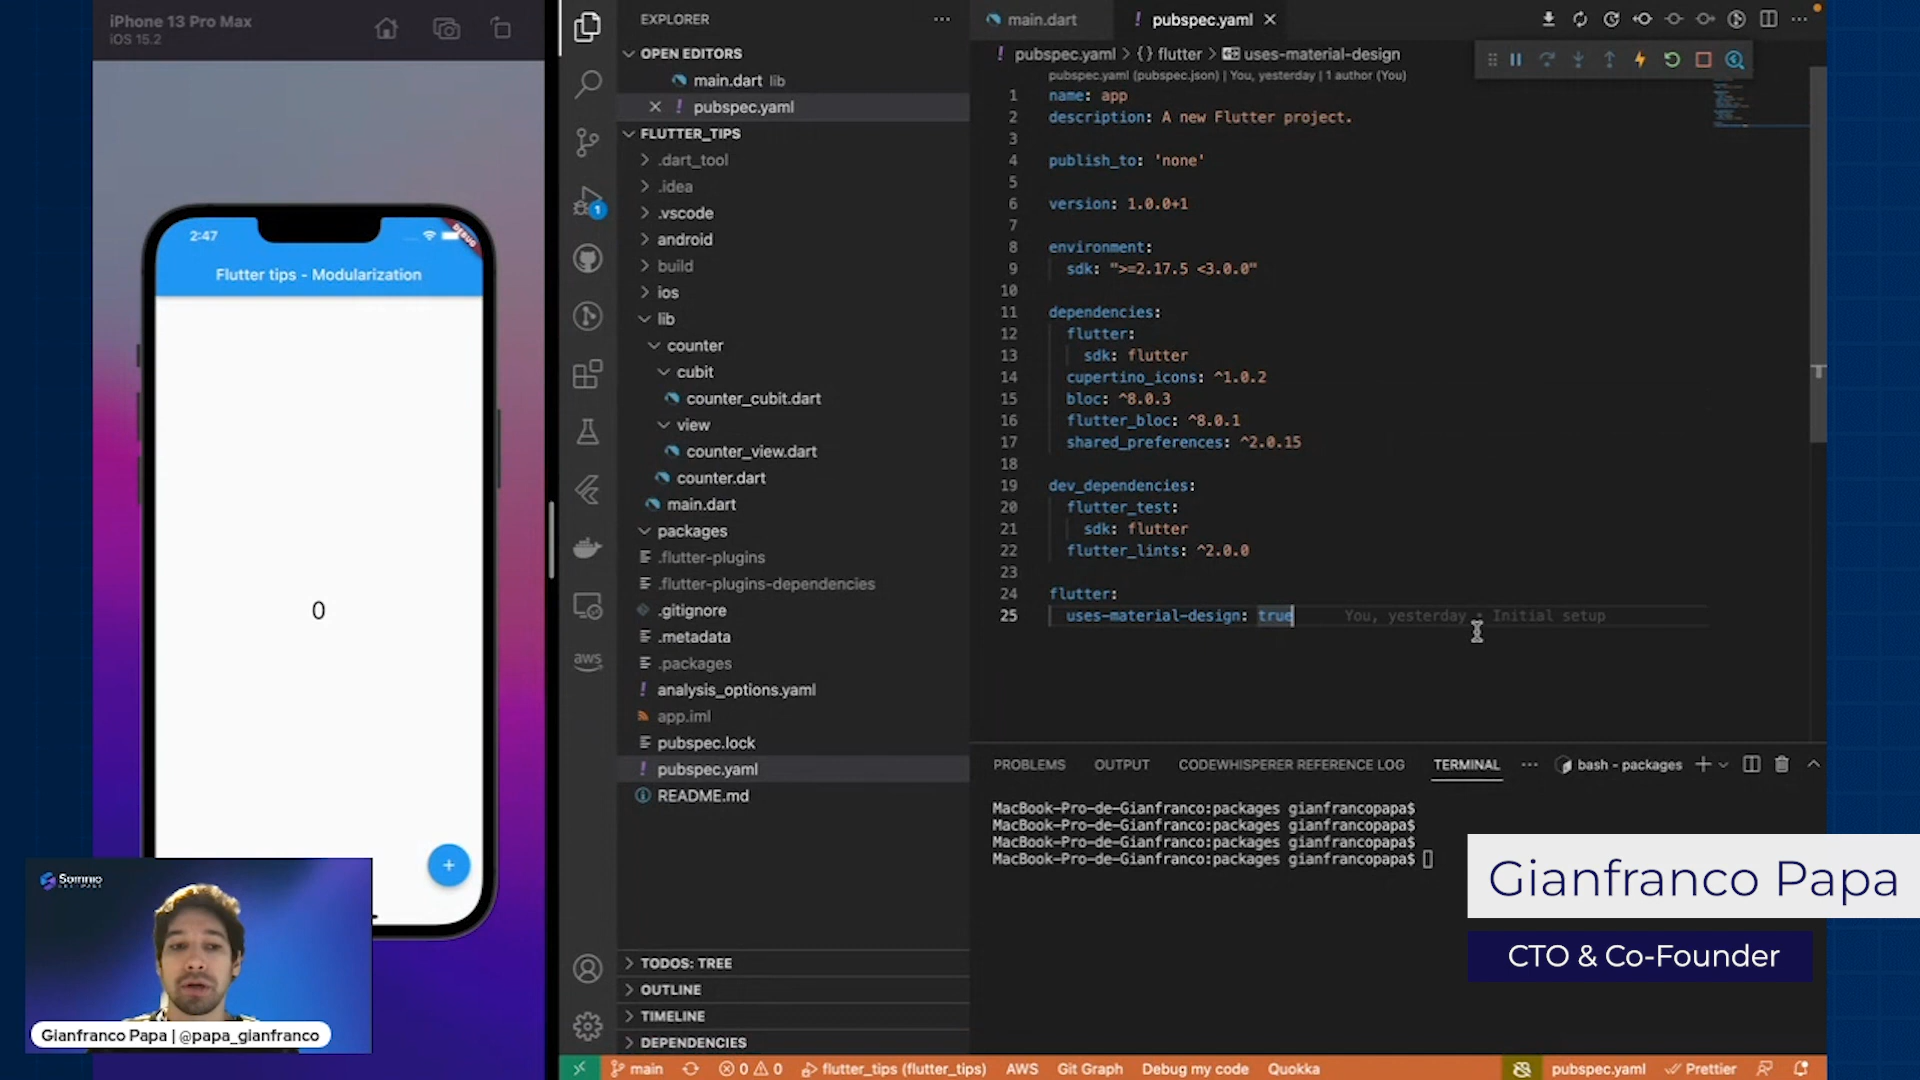 iPhone 13 Pro Max
iOS 15.2
2:47
DEBUG
Flutter tips - Modularization
0
+
Somnio
Gianfranco Papa | @papa_gianfranco
EXPLORER
OPEN EDITORS
main.dart lib
pubspec.yaml
FLUTTER_TIPS
.dart_tool
.idea
.vscode
android
build
ios
lib
counter
cubit
counter_cubit.dart
view
counter_view.dart
counter.dart
main.dart
packages
.flutter-plugins
.flutter-plugins-dependencies
.gitignore
.metadata
.packages
analysis_options.yaml
app.iml
pubspec.lock
pubspec.yaml
README.md
TODOS: TREE
OUTLINE
TIMELINE
DEPENDENCIES
1
aws
main.dart
pubspec.yaml
pubspec.yaml > {} flutter > uses-material-design
pubspec.yaml (pubspec.json) | You, yesterday | 1 author (You)
1 name: app
2 description: A new Flutter project.
3
4 publish_to: 'none'
5
6 version: 1.0.0+1
7
8 environment:
9 sdk: ">=2.17.5 <3.0.0"
10
11 dependencies:
12 flutter:
13 sdk: flutter
14 cupertino_icons: ^1.0.2
15 bloc: ^8.0.3
16 flutter_bloc: ^8.0.1
17 shared_preferences: ^2.0.15
18
19 dev_dependencies:
20 flutter_test:
21 sdk: flutter
22 flutter_lints: ^2.0.0
23
24 flutter:
25 uses-material-design: true You, yesterday • Initial setup
PROBLEMS OUTPUT CODEWHISPERER REFERENCE LOG TERMINAL bash - packages
MacBook-Pro-de-Gianfranco:packages gianfrancopapa$
MacBook-Pro-de-Gianfranco:packages gianfrancopapa$
MacBook-Pro-de-Gianfranco:packages gianfrancopapa$
MacBook-Pro-de-Gianfranco:packages gianfrancopapa$
Gianfranco Papa
CTO & Co-Founder
main 0 0 flutter_tips (flutter_tips) AWS Git Graph Debug my code Quokka pubspec.yaml Prettier